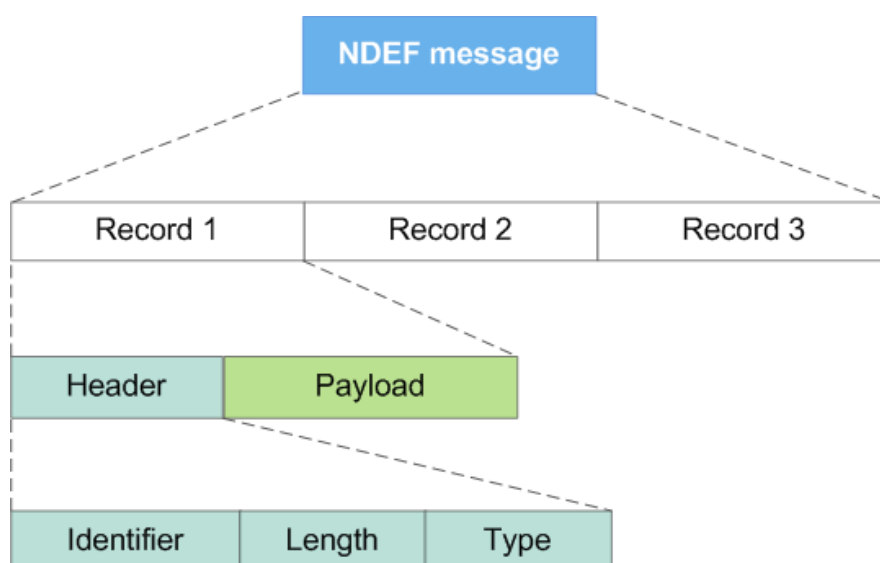 NDEF message
Record 1 Record 2 Record 3
Header Payload
Identifier Length Type